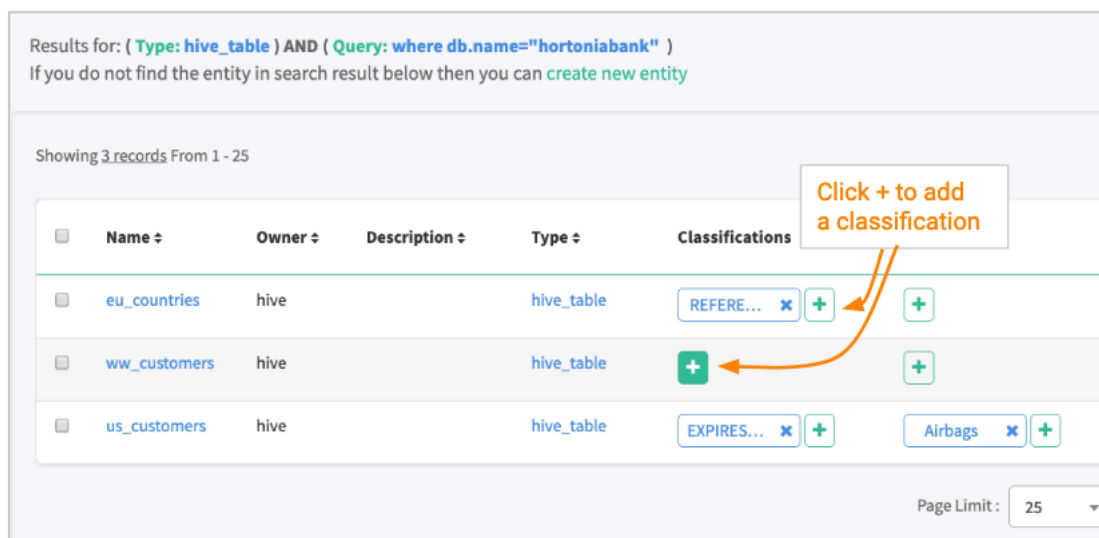 Results for: ( Type: hive_table ) AND ( Query: where db.name="hortoniabank" )
If you do not find the entity in search result below then you can create new entity
Showing 3 records From 1 - 25
Click + to add
a classification
Name Owner Description Type Classifications
eu_countries hive hive_table REFERE... × + +
ww_customers hive hive_table + +
us_customers hive hive_table EXPIRES... × + Airbags × +
Page Limit : 25